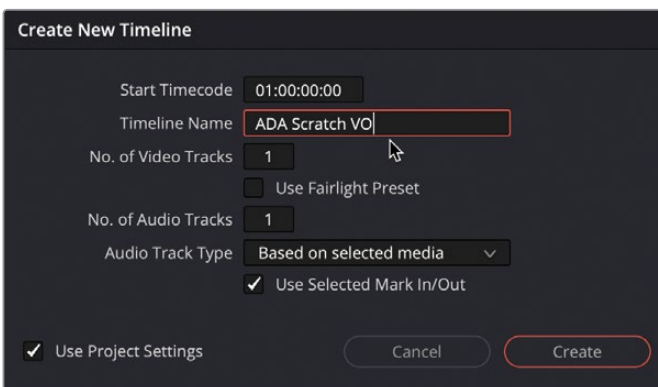 Create New Timeline
Start Timecode 01:00:00:00
Timeline Name ADA Scratch VO
No. of Video Tracks 1
Use Fairlight Preset
No. of Audio Tracks 1
Audio Track Type Based on selected media
Use Selected Mark In/Out
Use Project Settings Cancel Create